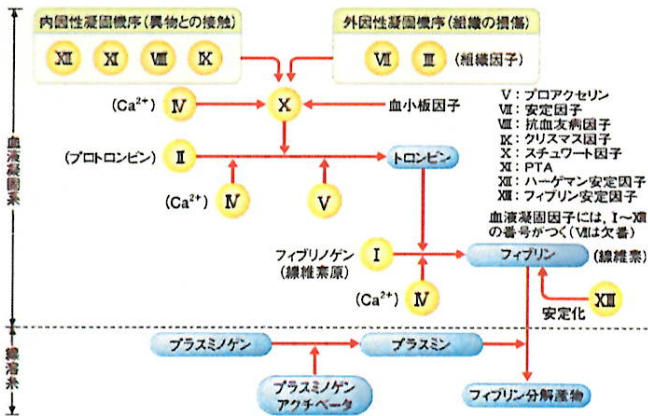 内因性凝固機序(異物との接触)
XII XI VIII IX
外因性凝固機序(組織の損傷)
VII III (組織因子)
(Ca²⁺) IV
X
血小板因子
(プロトロンビン) II
トロンビン
(Ca²⁺) IV
V
V:プロアクセリン
VII:安定因子
VIII:抗血友病因子
IX:クリスマス因子
X:スチュワート因子
XI:PTA
XII:ハーゲマン安定因子
XIII:フィブリン安定因子
血液凝固因子には、I〜XIII
の番号がつく(VIは欠番)
フィブリノゲン
(線維素原)
I
フィブリン
(線維素)
(Ca²⁺) IV
XIII
安定化
血液凝固系
線溶系
プラスミノゲン
プラスミン
プラスミノゲン
アクチベータ
フィブリン分解産物